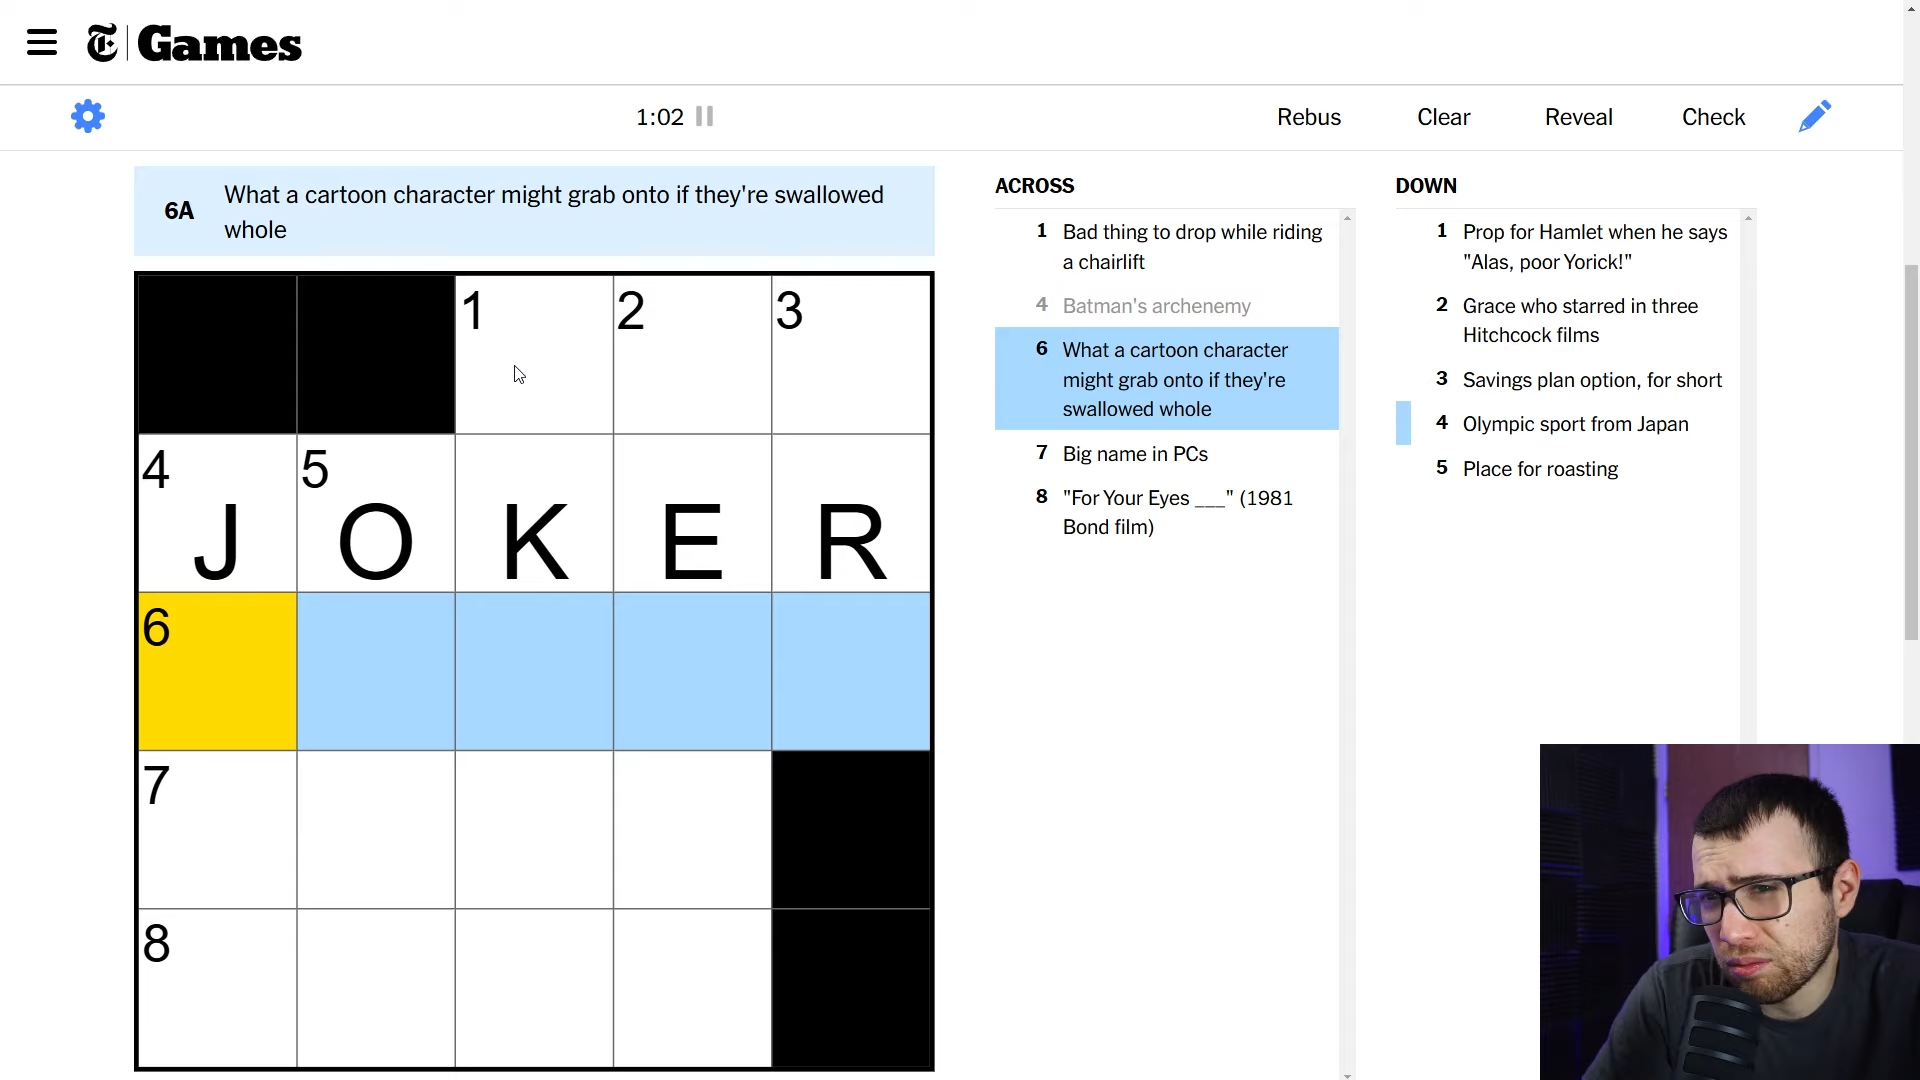 T Games
1:02
Rebus
Clear
Reveal
Check
6A
What a cartoon character might grab onto if they're swallowed
whole
1
2
3
4
J
5
O
K
E
R
6
7
8
ACROSS
1 Bad thing to drop while riding
a chairlift
4 Batman's archenemy
6 What a cartoon character
might grab onto if they're
swallowed whole
7 Big name in PCs
8 "For Your Eyes ___" (1981
Bond film)
DOWN
1 Prop for Hamlet when he says
"Alas, poor Yorick!"
2 Grace who starred in three
Hitchcock films
3 Savings plan option, for short
4 Olympic sport from Japan
5 Place for roasting